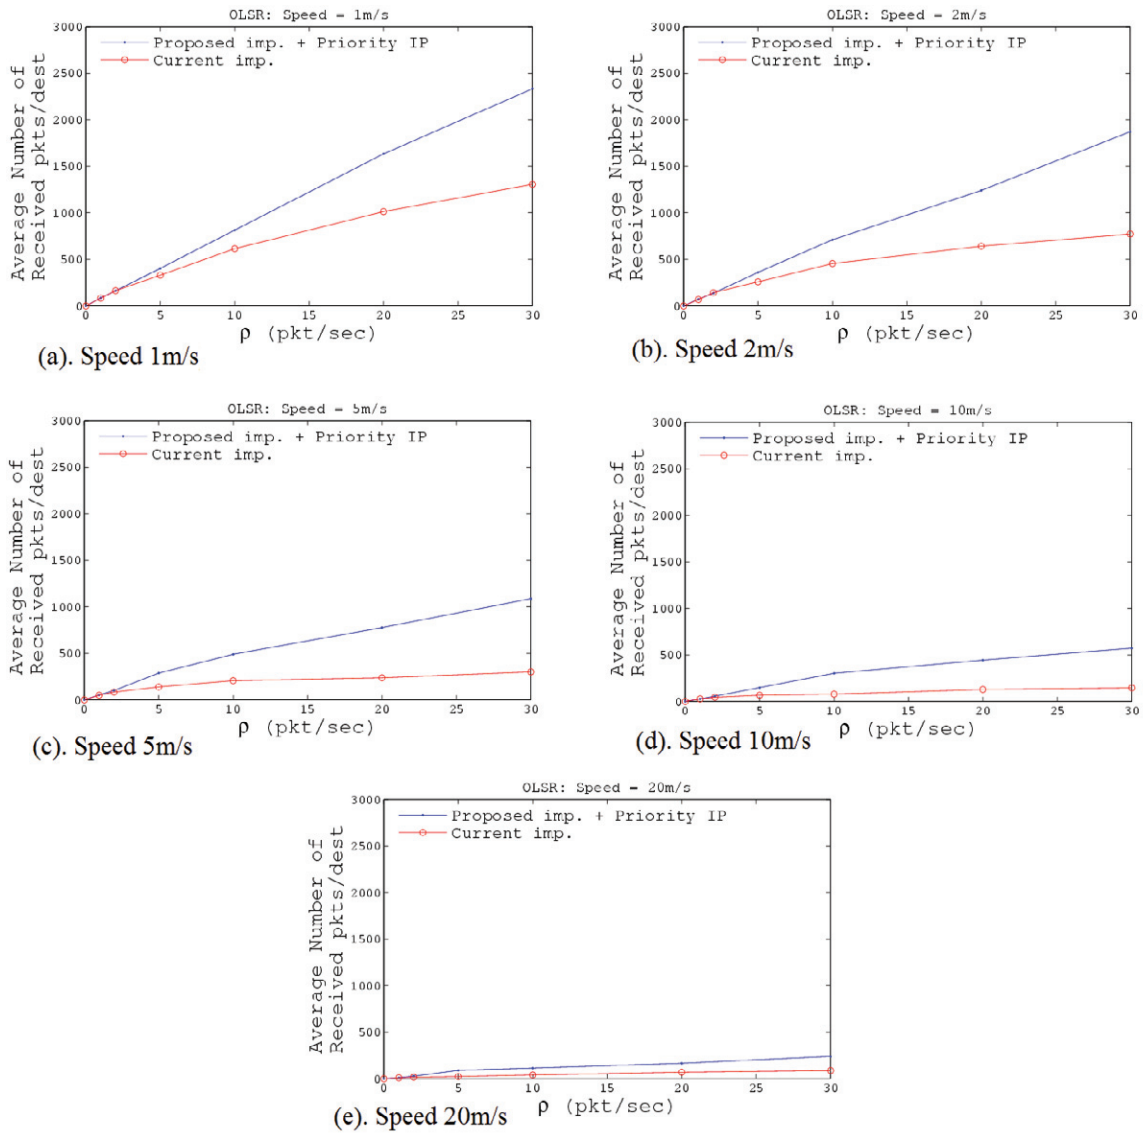 OLSR: Speed = 1m/s
Proposed imp. + Priority IP
Current imp.
Average Number of
Received pkts/dest
3000
2500
2000
1500
1000
500
0
0 5 10 15 20 25 30
ρ (pkt/sec)
(a). Speed 1m/s
OLSR: Speed = 2m/s
Proposed imp. + Priority IP
Current imp.
Average Number of
Received pkts/dest
3000
2500
2000
1500
1000
500
0
0 5 10 15 20 25 30
ρ (pkt/sec)
(b). Speed 2m/s
OLSR: Speed = 5m/s
Proposed imp. + Priority IP
Current imp.
Average Number of
Received pkts/dest
3000
2500
2000
1500
1000
500
0
0 5 10 15 20 25 30
ρ (pkt/sec)
(c). Speed 5m/s
OLSR: Speed = 10m/s
Proposed imp. + Priority IP
Current imp.
Average Number of
Received pkts/dest
3000
2500
2000
1500
1000
500
0
0 5 10 15 20 25 30
ρ (pkt/sec)
(d). Speed 10m/s
OLSR: Speed = 20m/s
Proposed imp. + Priority IP
Current imp.
Average Number of
Received pkts/dest
3000
2500
2000
1500
1000
500
0
0 5 10 15 20 25 30
ρ (pkt/sec)
(e). Speed 20m/s